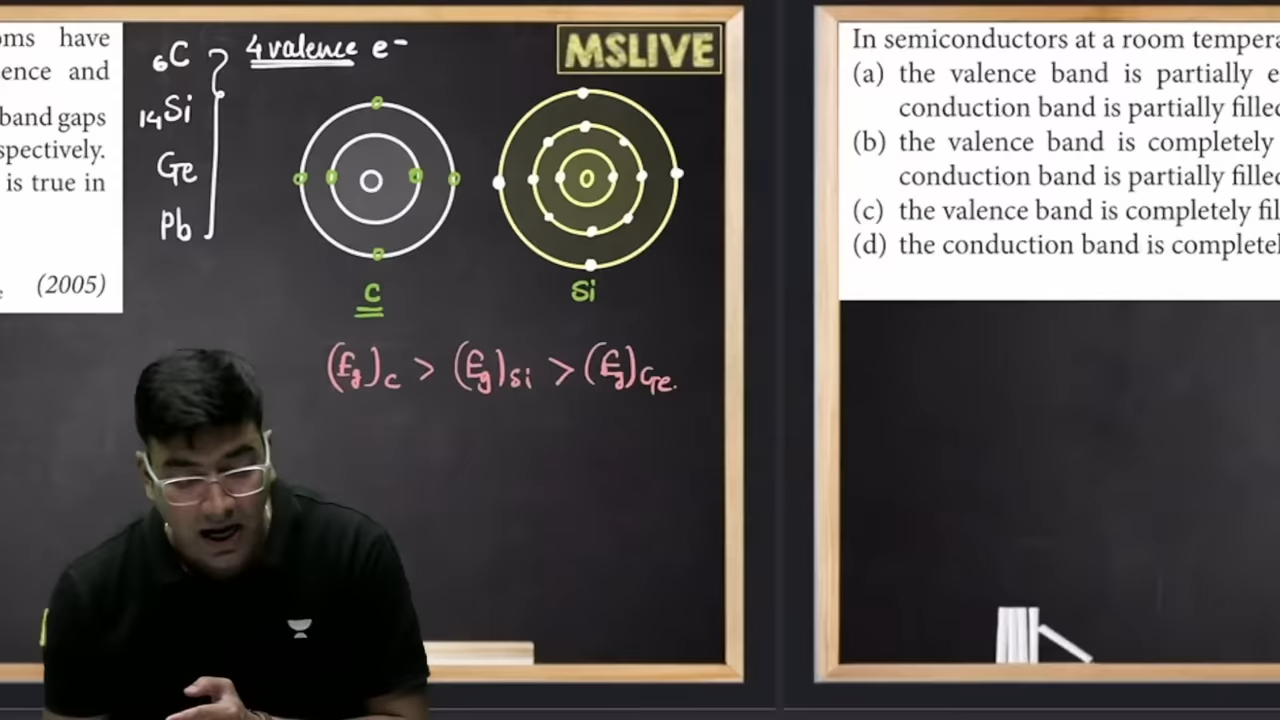 oms have
ence and
band gaps
spectively.
is true in
(2005)
₆C
₁₄Si
Ge
Pb
4 valence e⁻
MSLIVE
C
Si
(Eg)C > (Eg)Si > (Eg)Ge.
In semiconductors at a room tempera
(a) the valence band is partially e
conduction band is partially filled
(b) the valence band is completely
conduction band is partially filled
(c) the valence band is completely fil
(d) the conduction band is complete